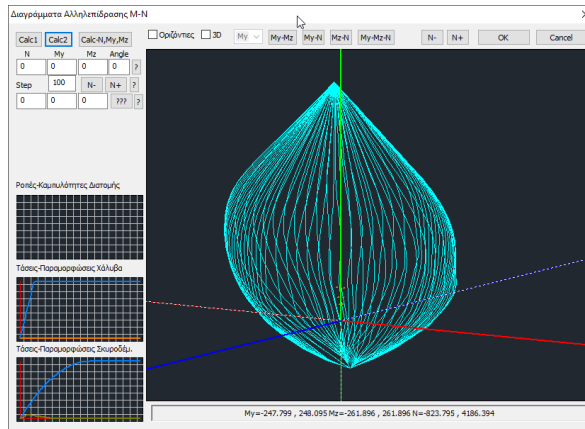 Διαγράμματα Αλληλεπίδρασης M-N
Calc1 Calc2 Calc-N,My,Mz Οριζόντιες 3D My My-Mz My-N Mz-N My-Mz-N N- N+ OK Cancel
N My Mz Angle
0 0 0 0 ?
Step 100 N- N+ ?
0 0 0 ??? ?
Ροπές-Καμπυλότητες Διατομής
Τάσεις-Παραμορφώσεις Χάλυβα
Τάσεις-Παραμορφώσεις Σκυροδέμ.
My=-247.799 , 248.095 Mz=-261.896 , 261.896 N=-823.795 , 4186.394